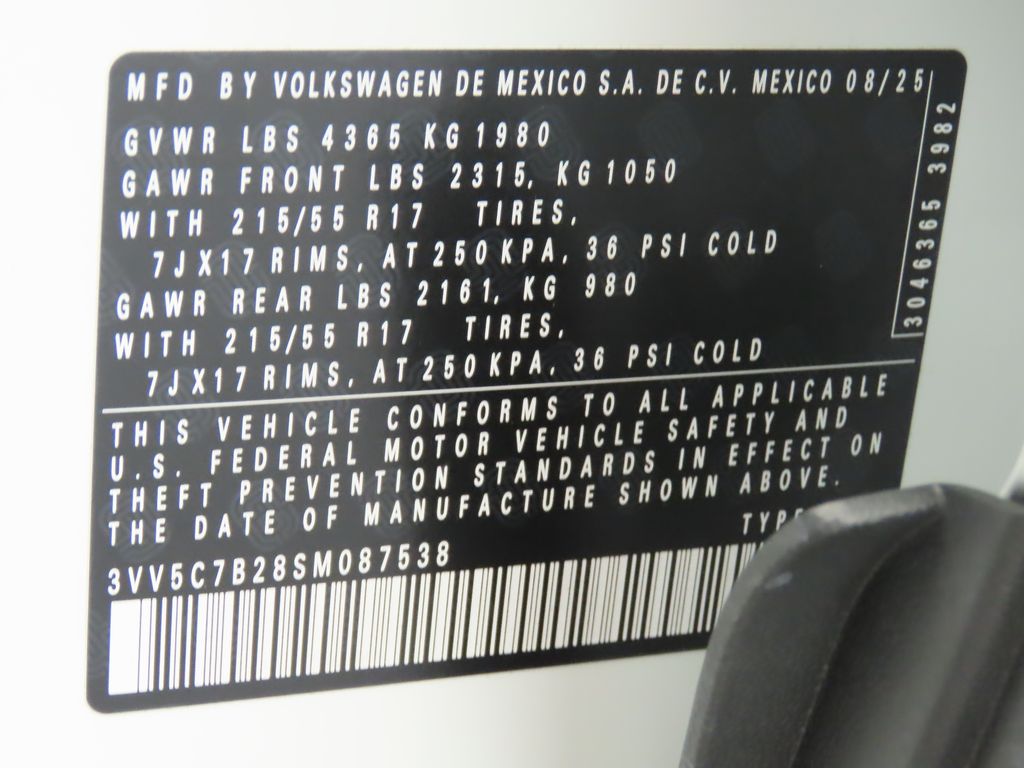 MFD BY VOLKSWAGEN DE MEXICO S.A. DE C.V. MEXICO 08/25
GVWR LBS 4365 KG 1980
GAWR FRONT LBS 2315, KG 1050
WITH 215/55 R17 TIRES,
7JX17 RIMS, AT 250 KPA, 36 PSI COLD
GAWR REAR LBS 2161, KG 980
WITH 215/55 R17 TIRES,
7JX17 RIMS, AT 250 KPA, 36 PSI COLD
3046365 3982
THIS VEHICLE CONFORMS TO ALL APPLICABLE
U.S. FEDERAL MOTOR VEHICLE SAFETY AND
THEFT PREVENTION STANDARDS IN EFFECT ON
THE DATE OF MANUFACTURE SHOWN ABOVE.
TYPE
3VV5C7B28SM087538